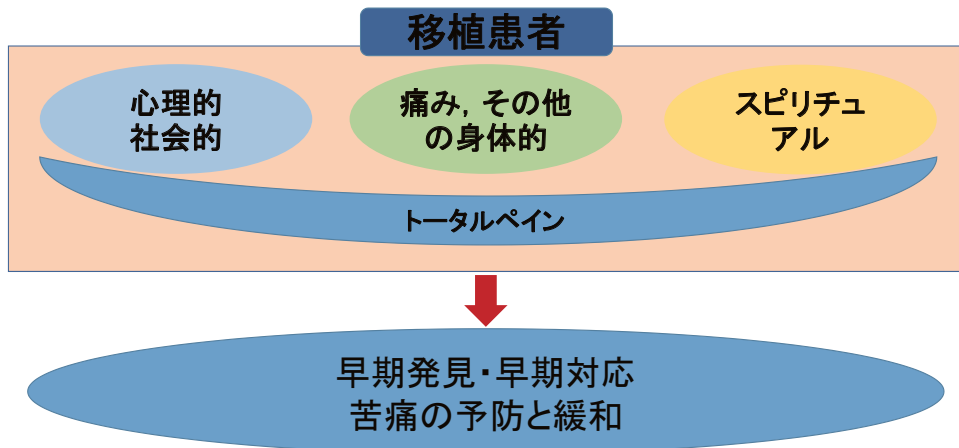 移植患者
心理的
社会的
痛み，その他
の身体的
スピリチュ
アル
トータルペイン
早期発見・早期対応
苦痛の予防と緩和